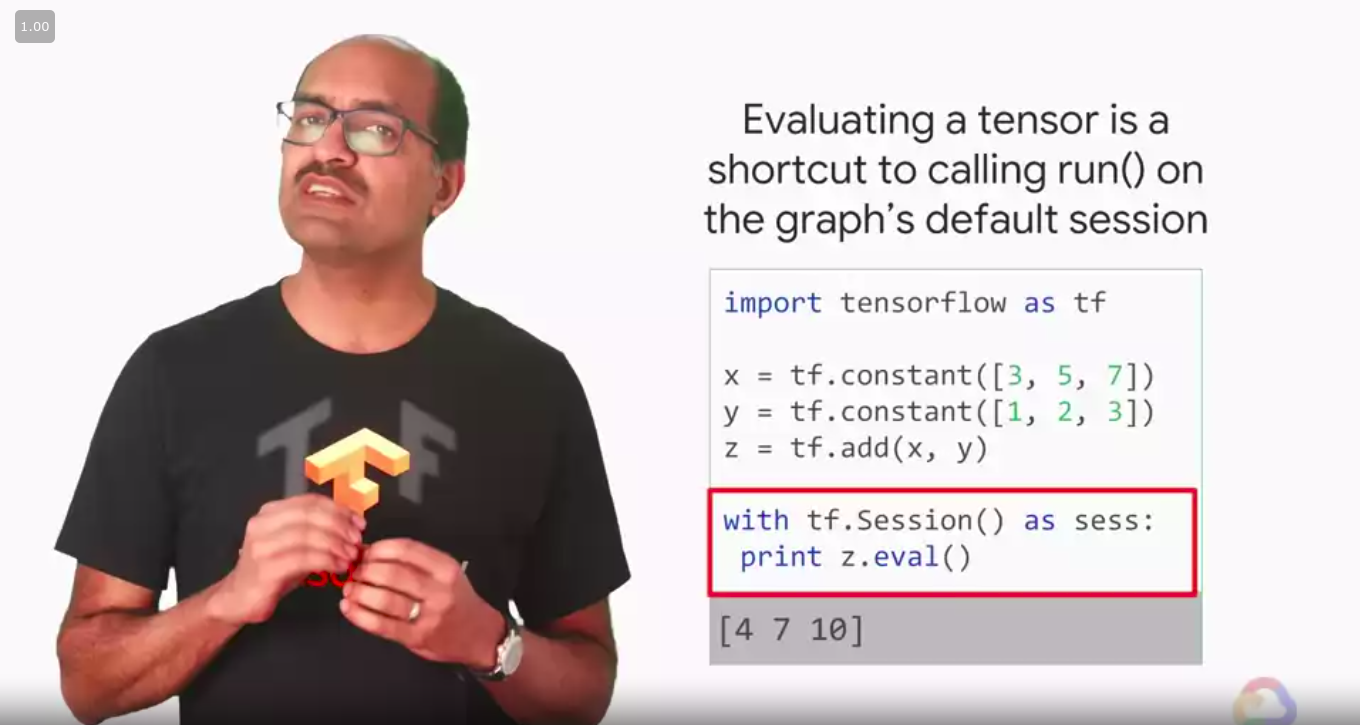 1.00
Evaluating a tensor is a
shortcut to calling run() on
the graph's default session
import tensorflow as tf
x = tf.constant([3, 5, 7])
y = tf.constant([1, 2, 3])
z = tf.add(x, y)
with tf.Session() as sess:
 print z.eval()
[4 7 10]
TF